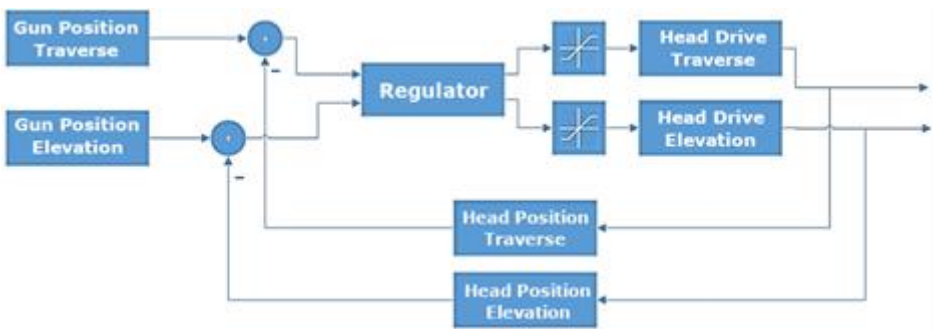 Gun Position
Traverse
Head Drive
Traverse
Regulator
Gun Position
Elevation
Head Drive
Elevation
Head Position
Traverse
Head Position
Elevation